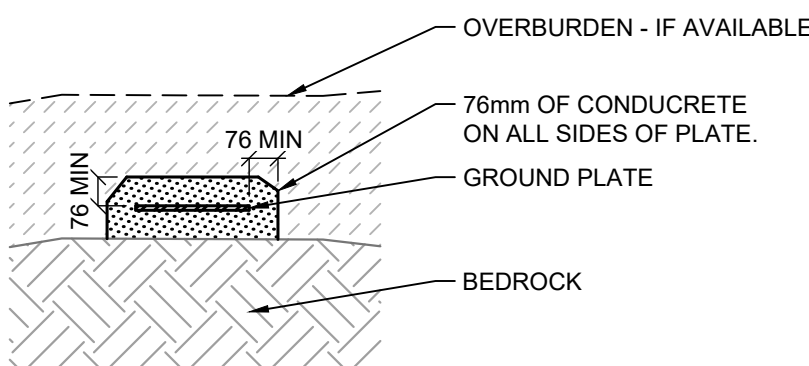 OVERBURDEN - IF AVAILABLE
76mm OF CONDUCRETE
ON ALL SIDES OF PLATE.
76 MIN
76 MIN
GROUND PLATE
BEDROCK